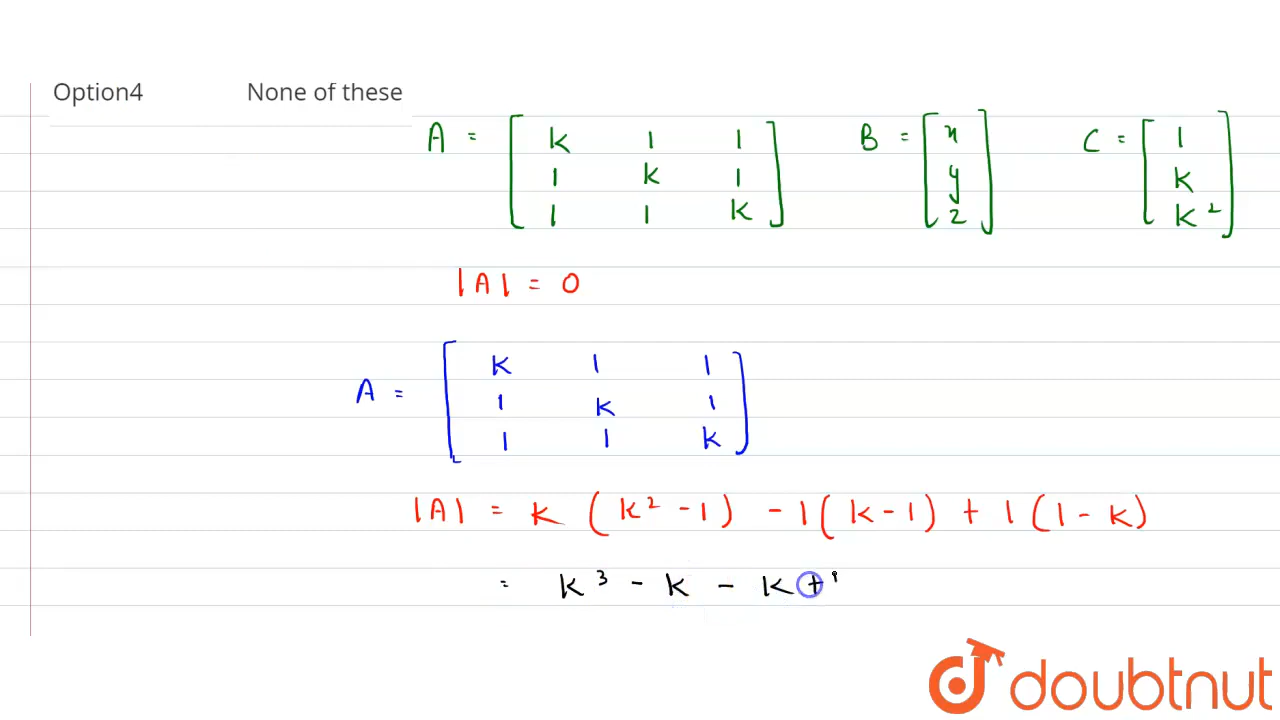 Option4 None of these
A = [ K 1 1 B = [ x C = [ 1
1 K 1 y K
1 1 K ] z ] K² ]
|A| = 0
A = [ K 1 1
1 K 1
1 1 K ]
|A| = K (K² - 1) - 1(K - 1) + 1(1 - K)
= K³ - K - K + 1
doubtnut